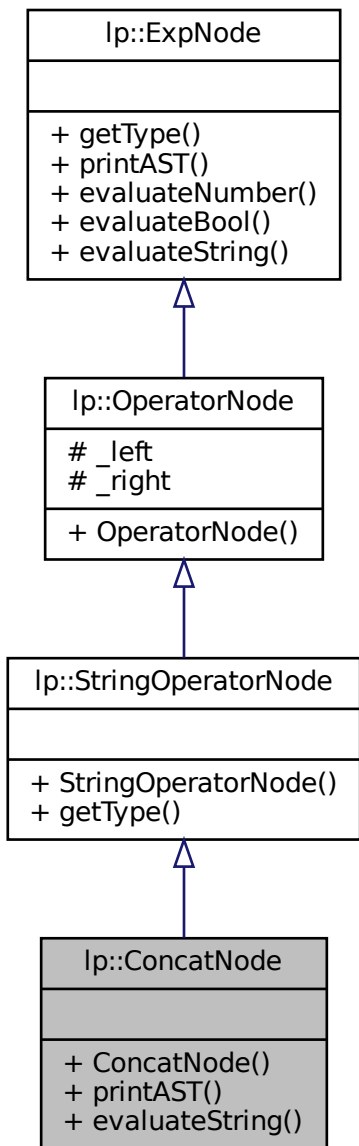 lp::ExpNode
+ getType()
+ printAST()
+ evaluateNumber()
+ evaluateBool()
+ evaluateString()
lp::OperatorNode
# _left
# _right
+ OperatorNode()
lp::StringOperatorNode
+ StringOperatorNode()
+ getType()
lp::ConcatNode
+ ConcatNode()
+ printAST()
+ evaluateString()